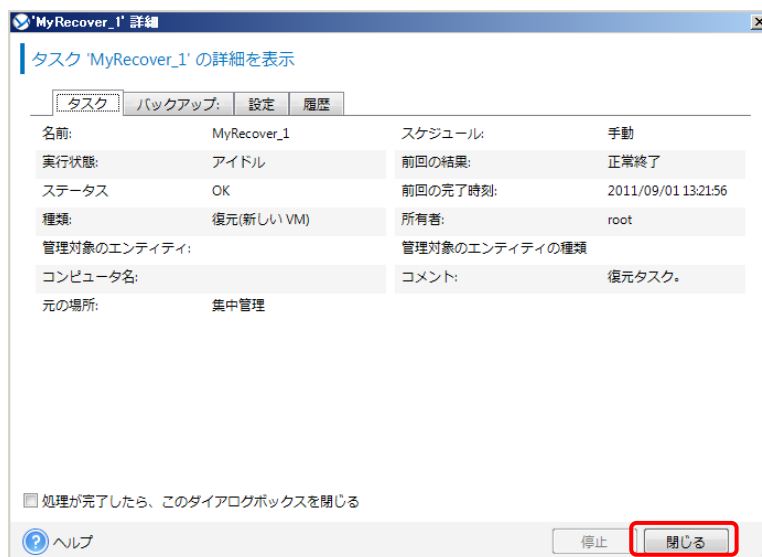 'MyRecover_1' 詳細
タスク 'MyRecover_1' の詳細を表示
タスク バックアップ: 設定 履歴
名前: MyRecover_1 スケジュール: 手動
実行状態: アイドル 前回の結果: 正常終了
ステータス OK 前回の完了時刻: 2011/09/01 13:21:56
種類: 復元(新しい VM) 所有者: root
管理対象のエンティティ: 管理対象のエンティティの種類
コンピュータ名: コメント: 復元タスク。
元の場所: 集中管理
処理が完了したら、このダイアログボックスを閉じる
? ヘルプ 停止 閉じる